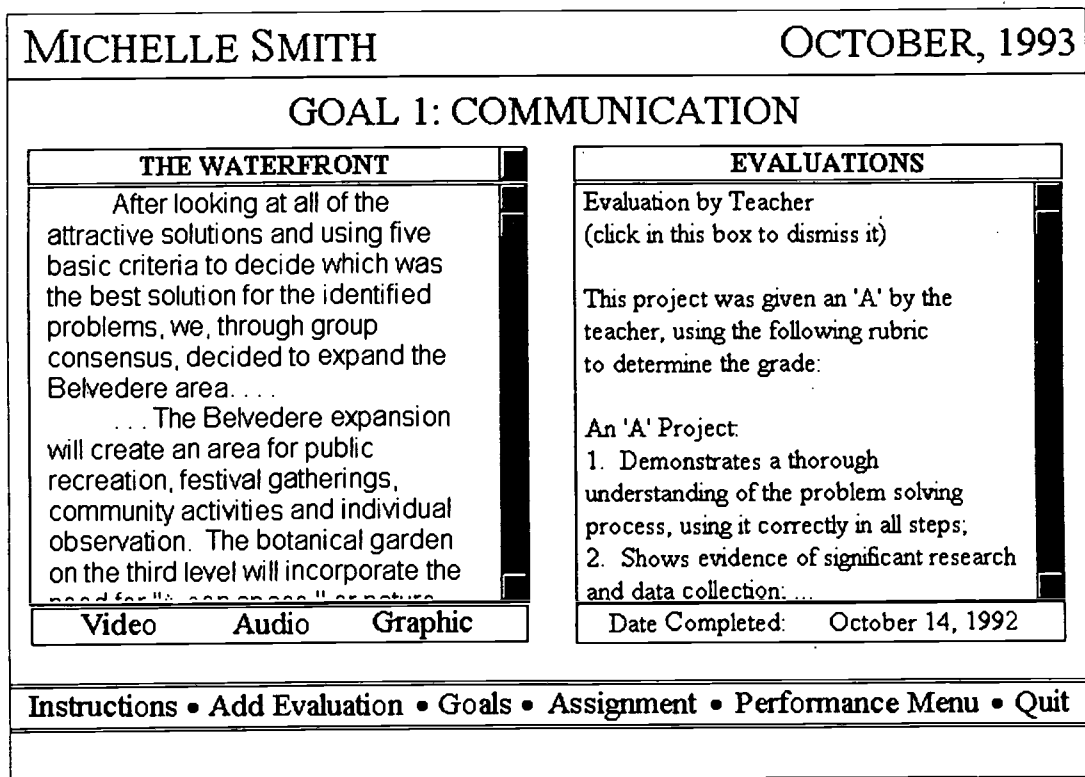 MICHELLE SMITH OCTOBER, 1993
GOAL 1: COMMUNICATION
THE WATERFRONT
After looking at all of the
attractive solutions and using five
basic criteria to decide which was
the best solution for the identified
problems, we, through group
consensus, decided to expand the
Belvedere area. . . .
. . . The Belvedere expansion
will create an area for public
recreation, festival gatherings,
community activities and individual
observation. The botanical garden
on the third level will incorporate the
Video Audio Graphic
EVALUATIONS
Evaluation by Teacher
(click in this box to dismiss it)
This project was given an 'A' by the
teacher, using the following rubric
to determine the grade:
An 'A' Project:
1. Demonstrates a thorough
understanding of the problem solving
process, using it correctly in all steps;
2. Shows evidence of significant research
and data collection: ...
Date Completed: October 14, 1992
Instructions • Add Evaluation • Goals • Assignment • Performance Menu • Quit